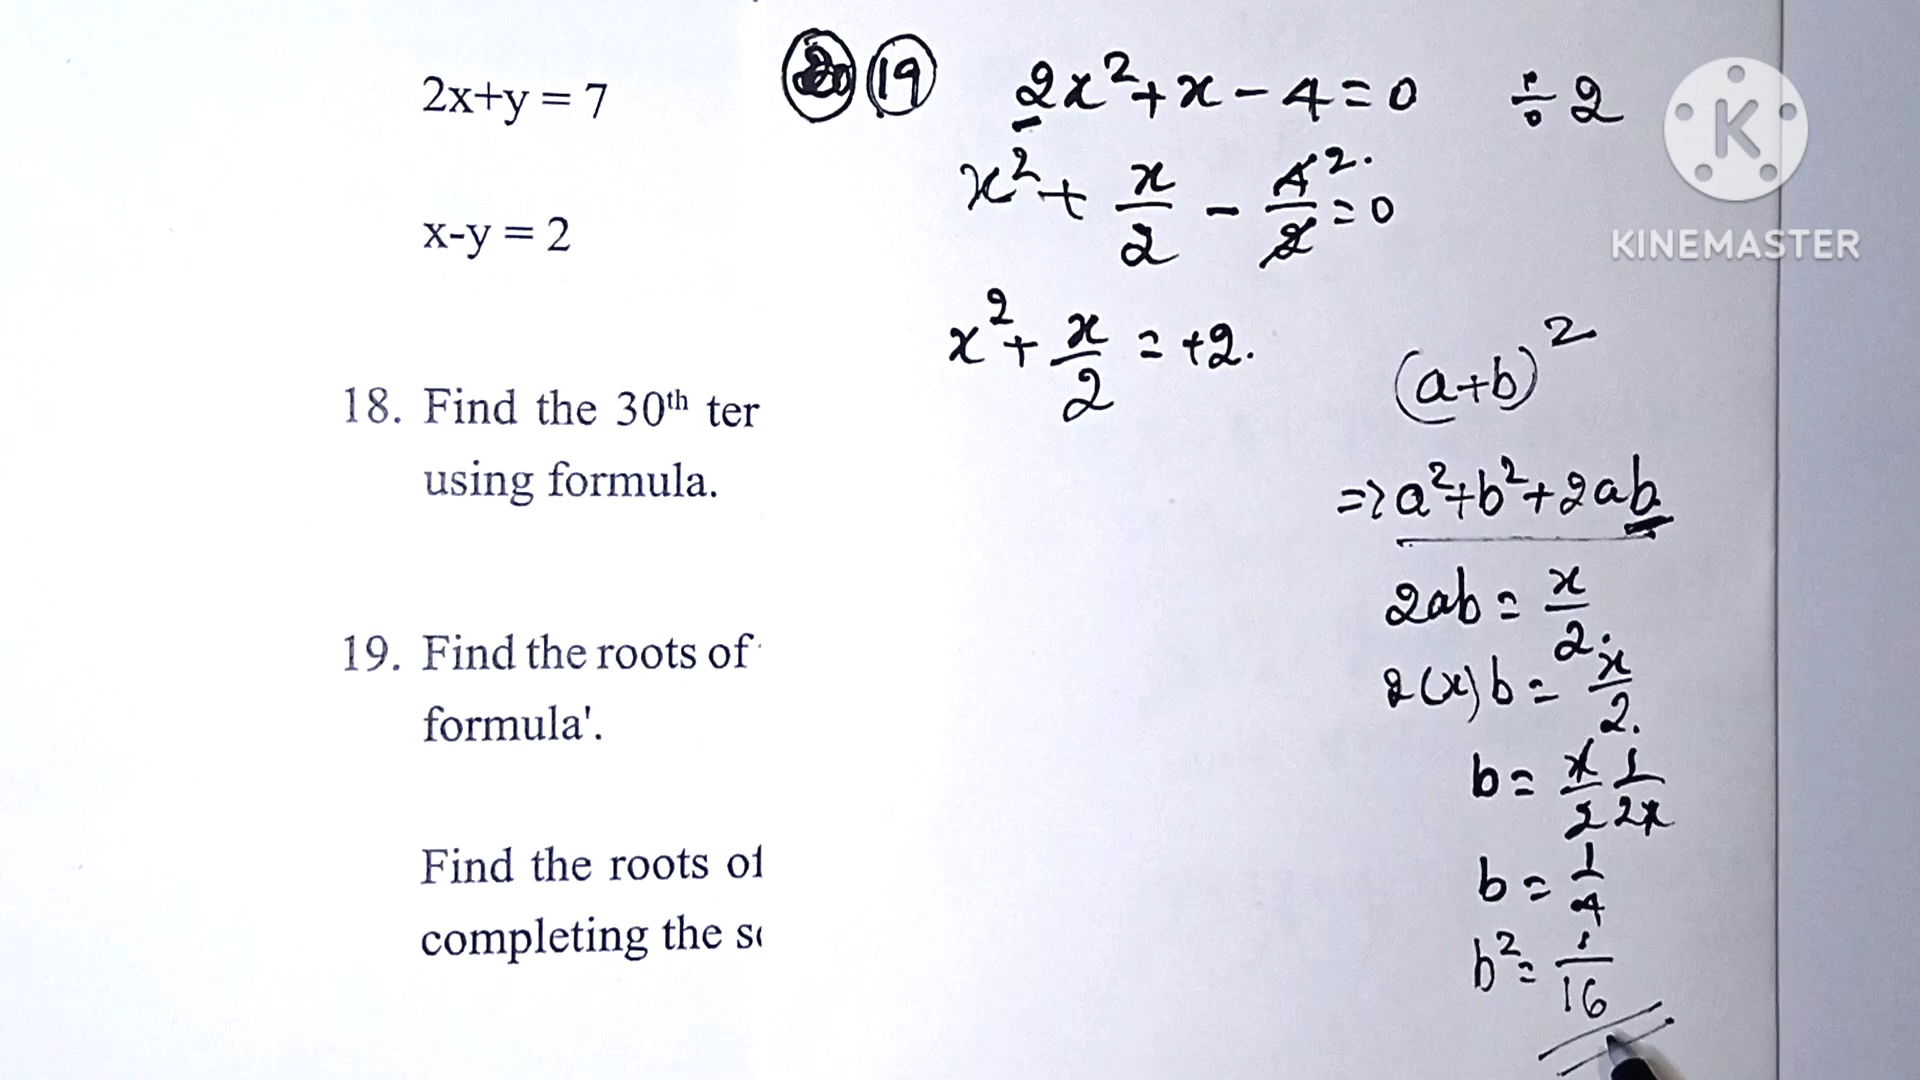 2x+y = 7
x-y = 2
18. Find the 30th ter
using formula.
19. Find the roots of
formula'.
Find the roots of
completing the s
19 2x²+x-4=0 ÷2
x²+x/2-4/2 2.=0
x²+x/2=+2.
(a+b)²
=>a²+b²+2ab
2ab=x/2.
2(x)b=x/2.
b=x/2 1/2x
b=1/4
b²=1/16
K
KINEMASTER